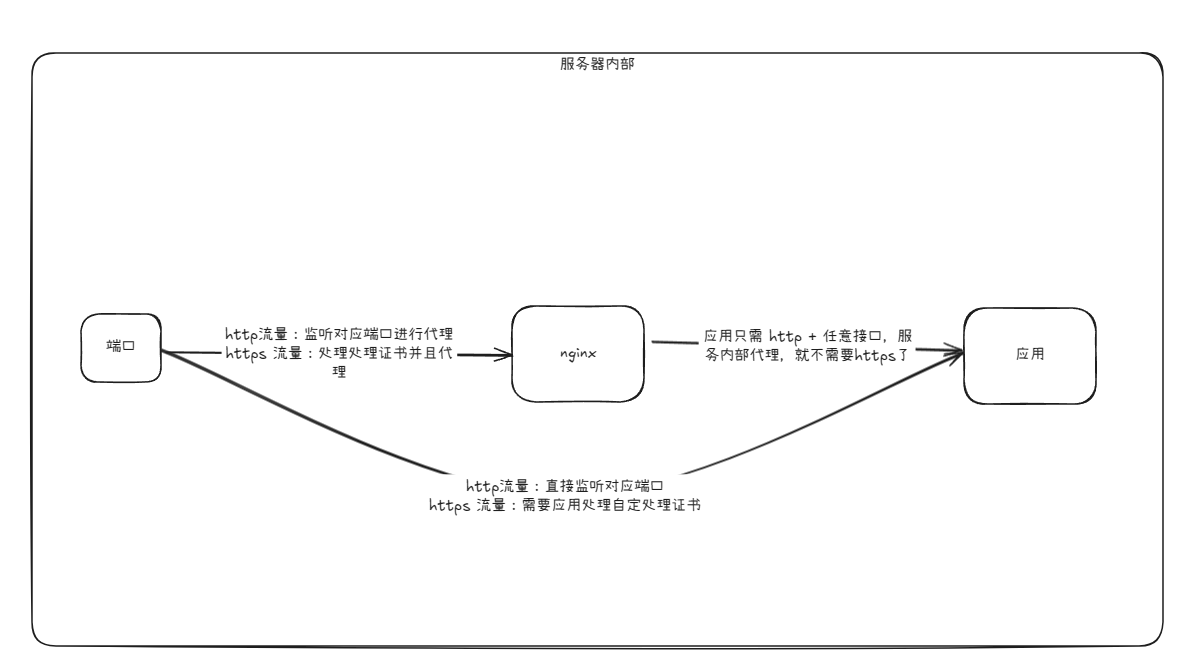 服务器内部
端口
http流量：监听对应端口进行代理
https 流量：处理处理证书并且代
理
nginx
应用只需 http + 任意接口，服
务内部代理，就不需要https了
应用
http流量：直接监听对应端口
https 流量：需要应用处理自定处理证书